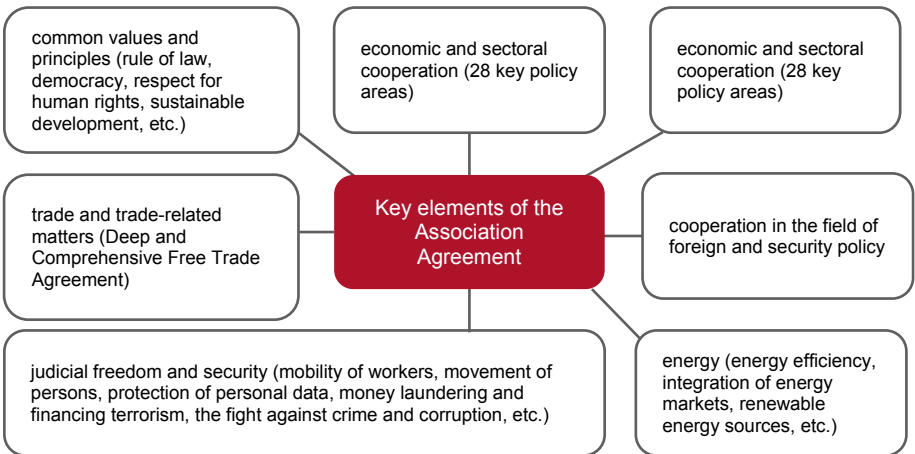 common values and
principles (rule of law,
democracy, respect for
human rights, sustainable
development, etc.)
economic and sectoral
cooperation (28 key policy
areas)
economic and sectoral
cooperation (28 key
policy areas)
trade and trade-related
matters (Deep and
Comprehensive Free Trade
Agreement)
Key elements of the
Association
Agreement
cooperation in the field of
foreign and security policy
judicial freedom and security (mobility of workers, movement of
persons, protection of personal data, money laundering and
financing terrorism, the fight against crime and corruption, etc.)
energy (energy efficiency,
integration of energy
markets, renewable
energy sources, etc.)